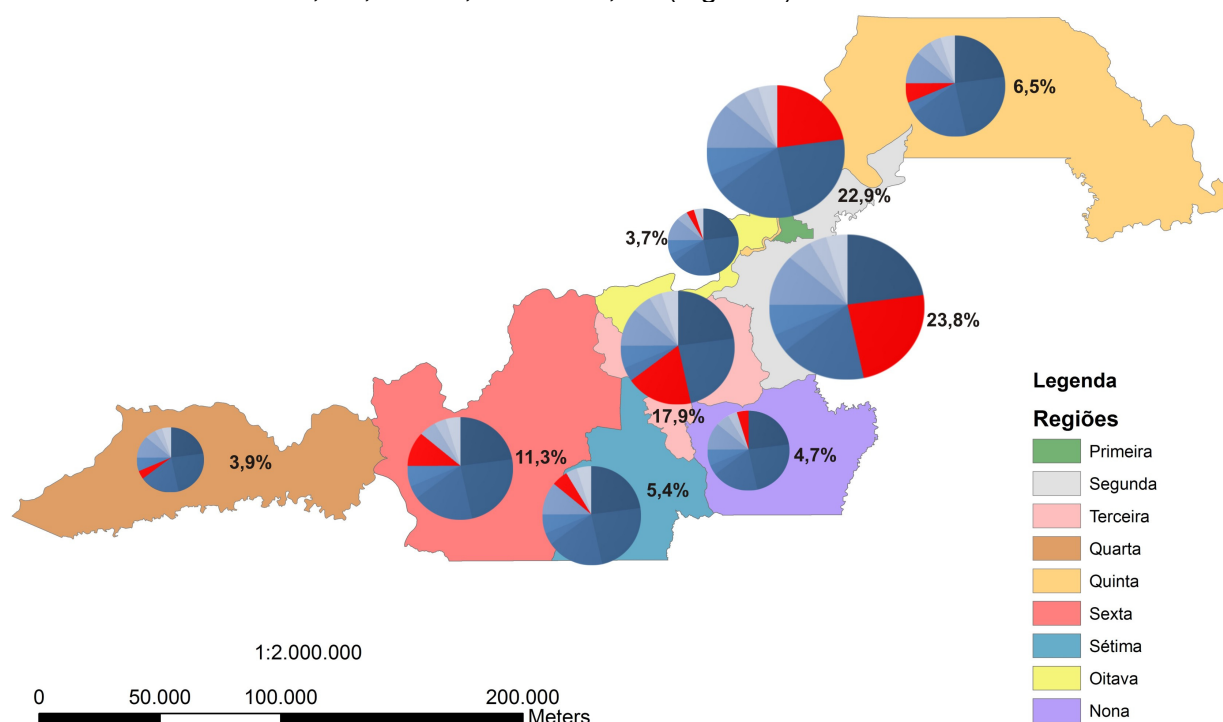 6,5%
22,9%
3,7%
23,8%
17,9%
11,3%
4,7%
3,9%
5,4%
Legenda
Regiões
Primeira
Segunda
Terceira
Quarta
Quinta
Sexta
Sétima
Oitava
Nona
1:2.000.000
0 50.000 100.000 200.000
Meters